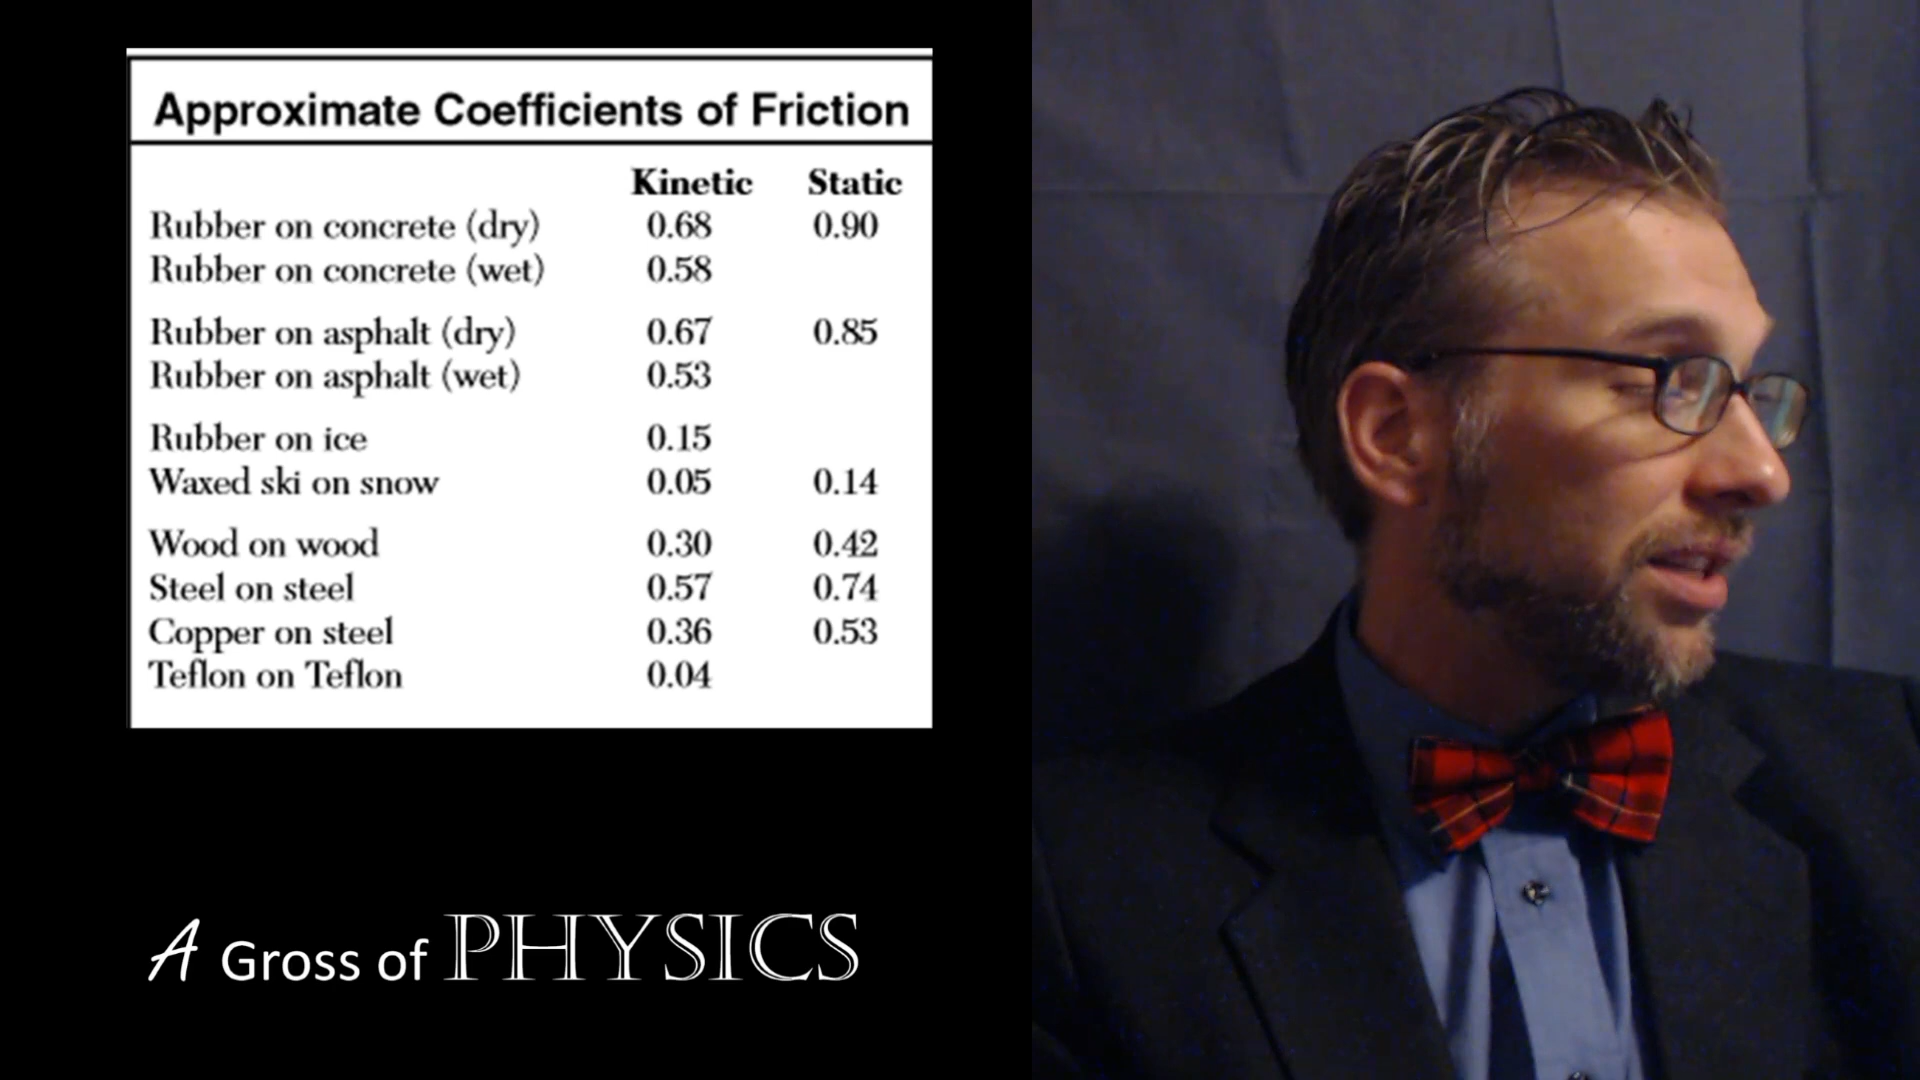 Approximate Coefficients of Friction
Kinetic Static
Rubber on concrete (dry) 0.68 0.90
Rubber on concrete (wet) 0.58
Rubber on asphalt (dry) 0.67 0.85
Rubber on asphalt (wet) 0.53
Rubber on ice 0.15
Waxed ski on snow 0.05 0.14
Wood on wood 0.30 0.42
Steel on steel 0.57 0.74
Copper on steel 0.36 0.53
Teflon on Teflon 0.04
A Gross of PHYSICS